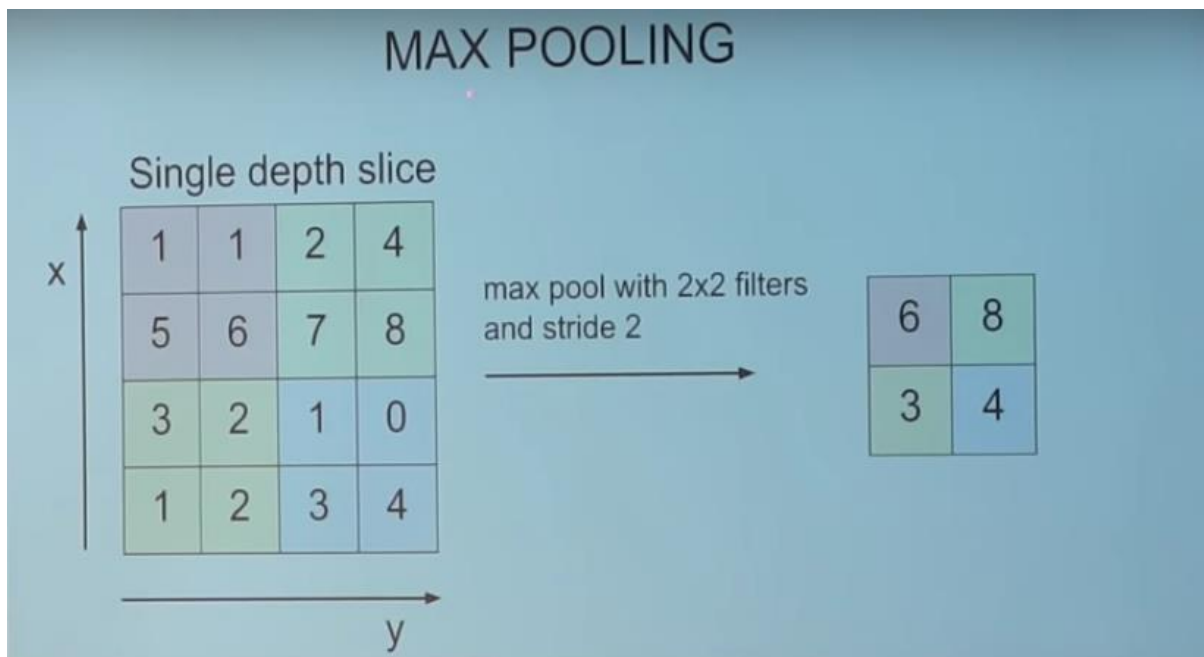 MAX POOLING
Single depth slice
x
1 1 2 4
5 6 7 8
3 2 1 0
1 2 3 4
y
max pool with 2x2 filters
and stride 2
6 8
3 4